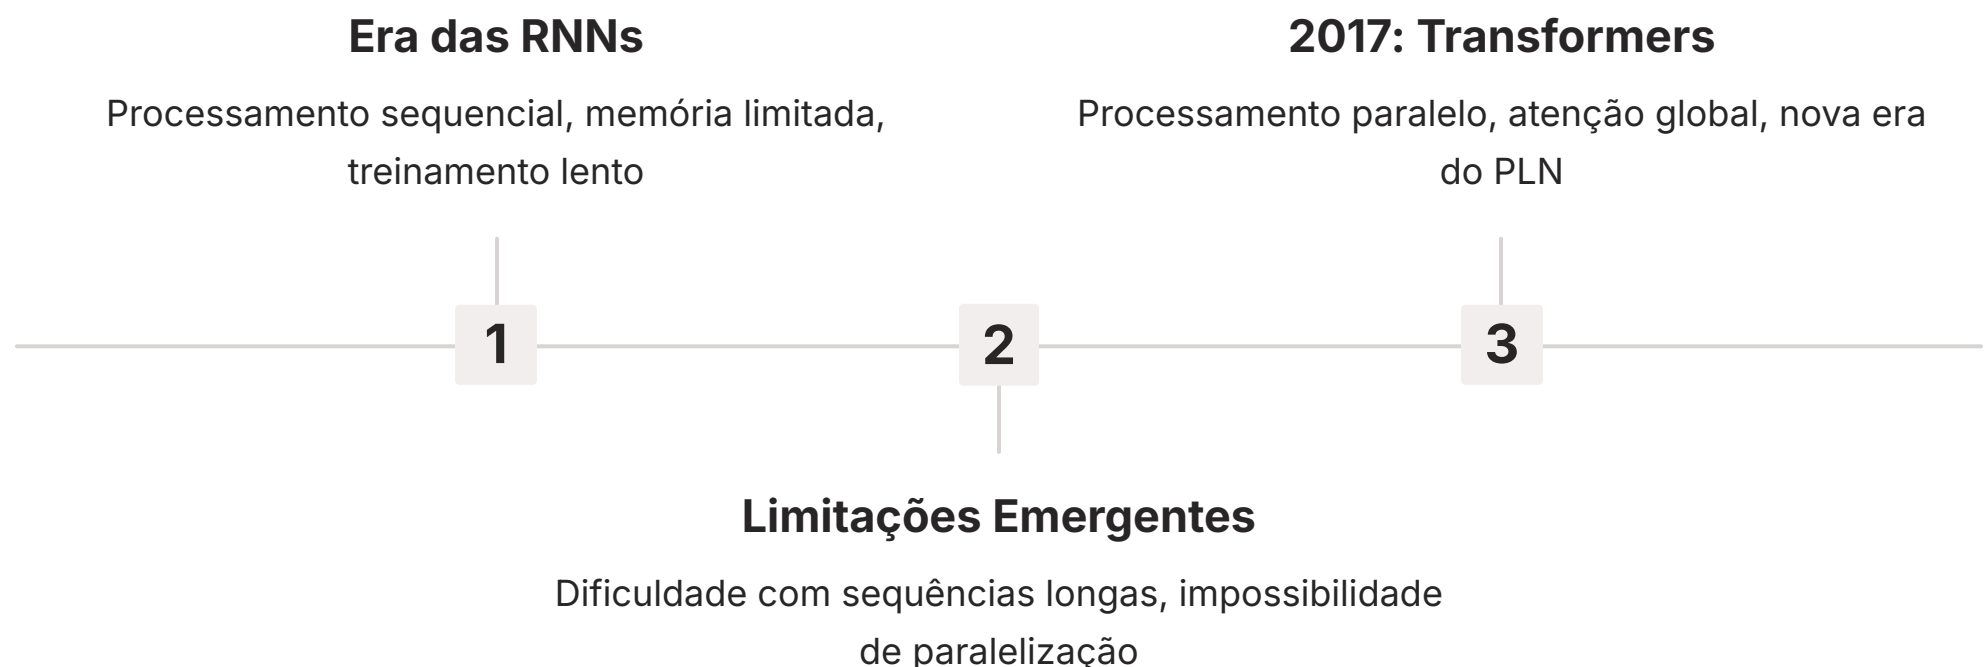 Era das RNNs
Processamento sequencial, memória limitada,
treinamento lento
2017: Transformers
Processamento paralelo, atenção global, nova era
do PLN
1
2
3
Limitações Emergentes
Dificuldade com sequências longas, impossibilidade
de paralelização